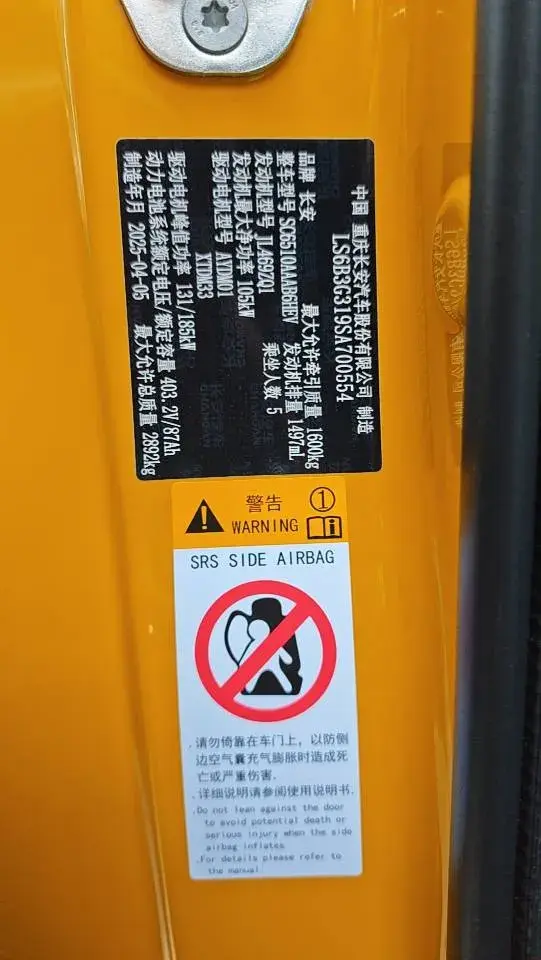 中国 重庆长安汽车股份有限公司 制造
LS6B3G319SA700554
品牌 长安 最大允许牵引质量 1600kg
整车型号 SC6510AAAB6HEV 发动机排量 1497mL
发动机型号 JL469ZQ1 乘坐人数 5
发动机最大净功率 105kW
驱动电机型号 AYDM01
XTDM33
驱动电机峰值功率 131/185kW
动力电池系统额定电压/额定容量 403.2V/87Ah
制造年月 2025-04-05 最大允许总质量 2892kg
警告 ①
WARNING
SRS SIDE AIRBAG
.请勿倚靠在车门上，以防侧
边空气囊充气膨胀时造成死
亡或严重伤害.
.详细说明请参阅使用说明书.
.Do not lean against the door
to avoid potential death or
serious injury when the side
airbag inflates
.For details please refer to
the manual